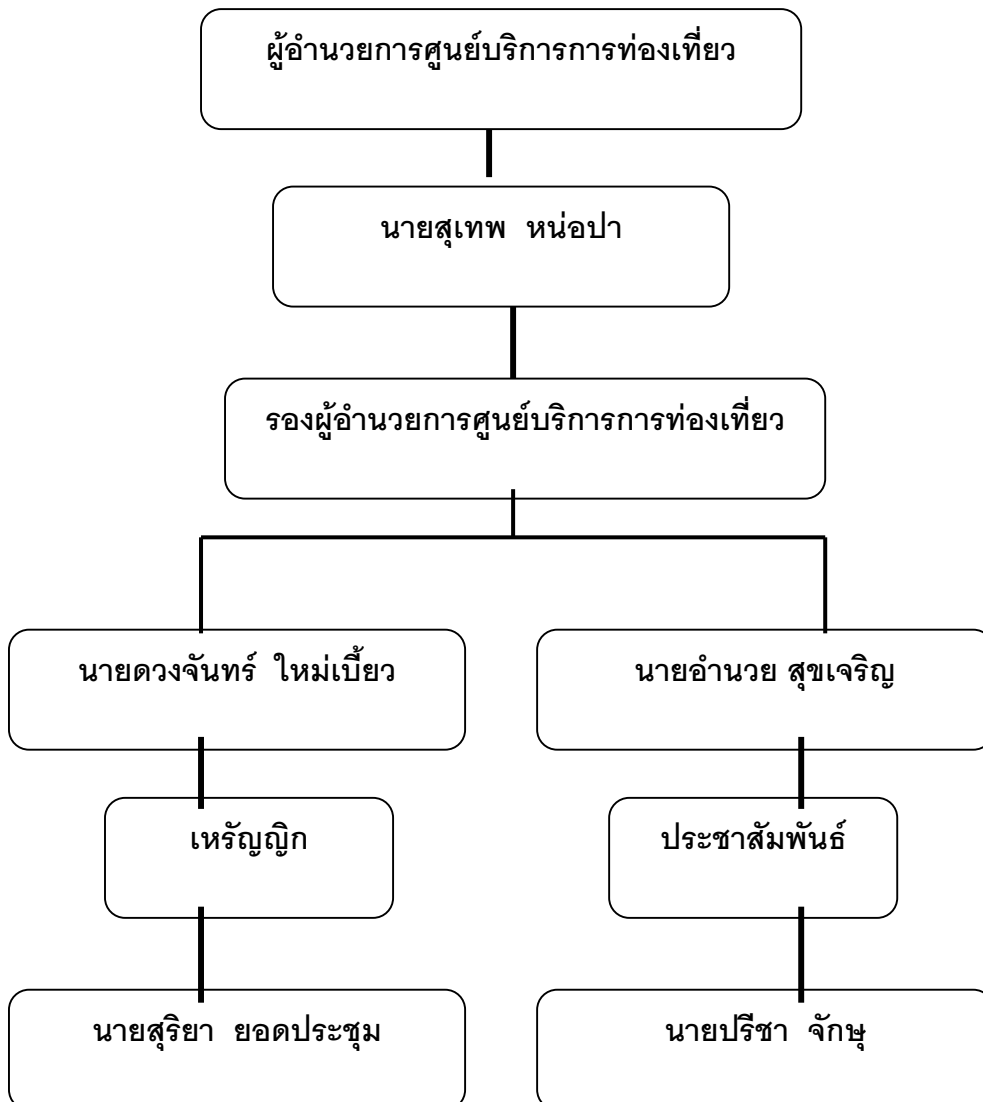 ผู้อำนวยการศูนย์บริการการท่องเที่ยว
นายสุเทพ หน่อปา
รองผู้อำนวยการศูนย์บริการการท่องเที่ยว
นายดวงจันทร์ ใหม่เบี้ยว
นายอำนวย สุขเจริญ
เหรัญญิก
ประชาสัมพันธ์
นายสุริยา ยอดประชุม
นายปรีชา จักษุ